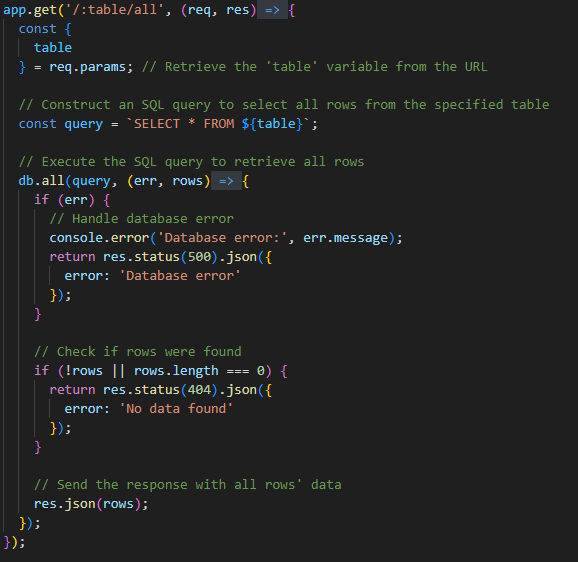 app.get('/:table/all', (req, res) => {
  const {
    table
  } = req.params; // Retrieve the 'table' variable from the URL

  // Construct an SQL query to select all rows from the specified table
  const query = `SELECT * FROM ${table}`;

  // Execute the SQL query to retrieve all rows
  db.all(query, (err, rows) => {
    if (err) {
      // Handle database error
      console.error('Database error:', err.message);
      return res.status(500).json({
        error: 'Database error'
      });
    }

    // Check if rows were found
    if (!rows || rows.length === 0) {
      return res.status(404).json({
        error: 'No data found'
      });
    }

    // Send the response with all rows' data
    res.json(rows);
  });
});